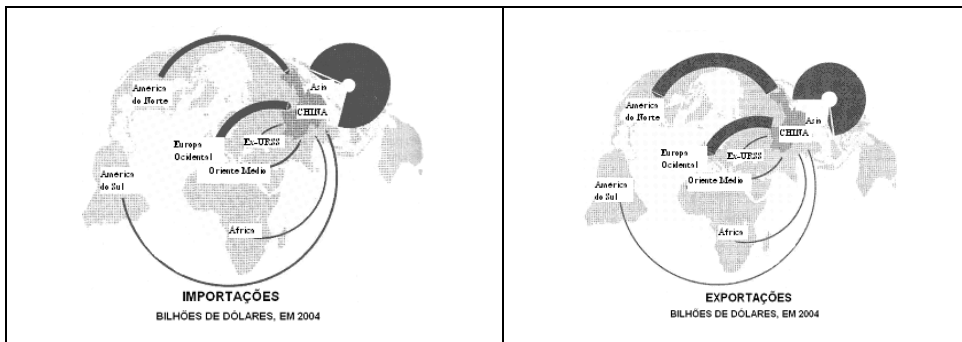 América
do Norte
Asia
CHINA
Europa
Ocidental
Ex-URSS
Oriente Médio
América
do Sul
África
IMPORTAÇÕES
BILHÕES DE DÓLARES, EM 2004
América
do Norte
Asia
CHINA
Europa
Ocidental
Ex-URSS
Oriente Médio
América
do Sul
África
EXPORTAÇÕES
BILHÕES DE DÓLARES, EM 2004